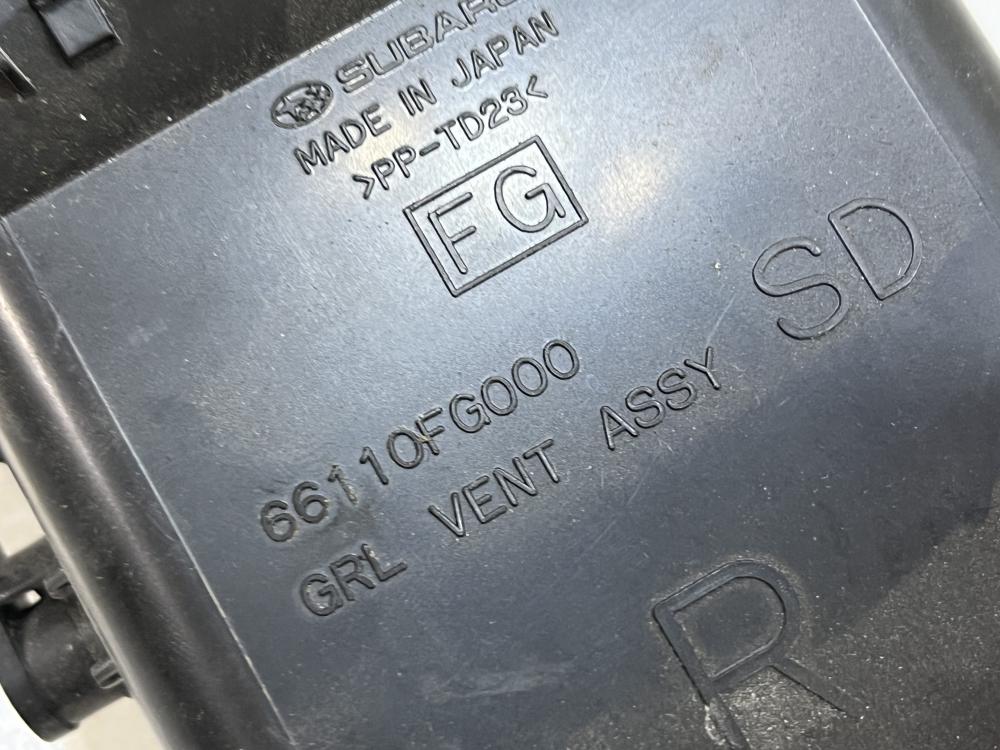 SUBARU
MADE IN JAPAN
>PP-TD23<
FG
SD
66110FG000
GRL VENT ASSY
R